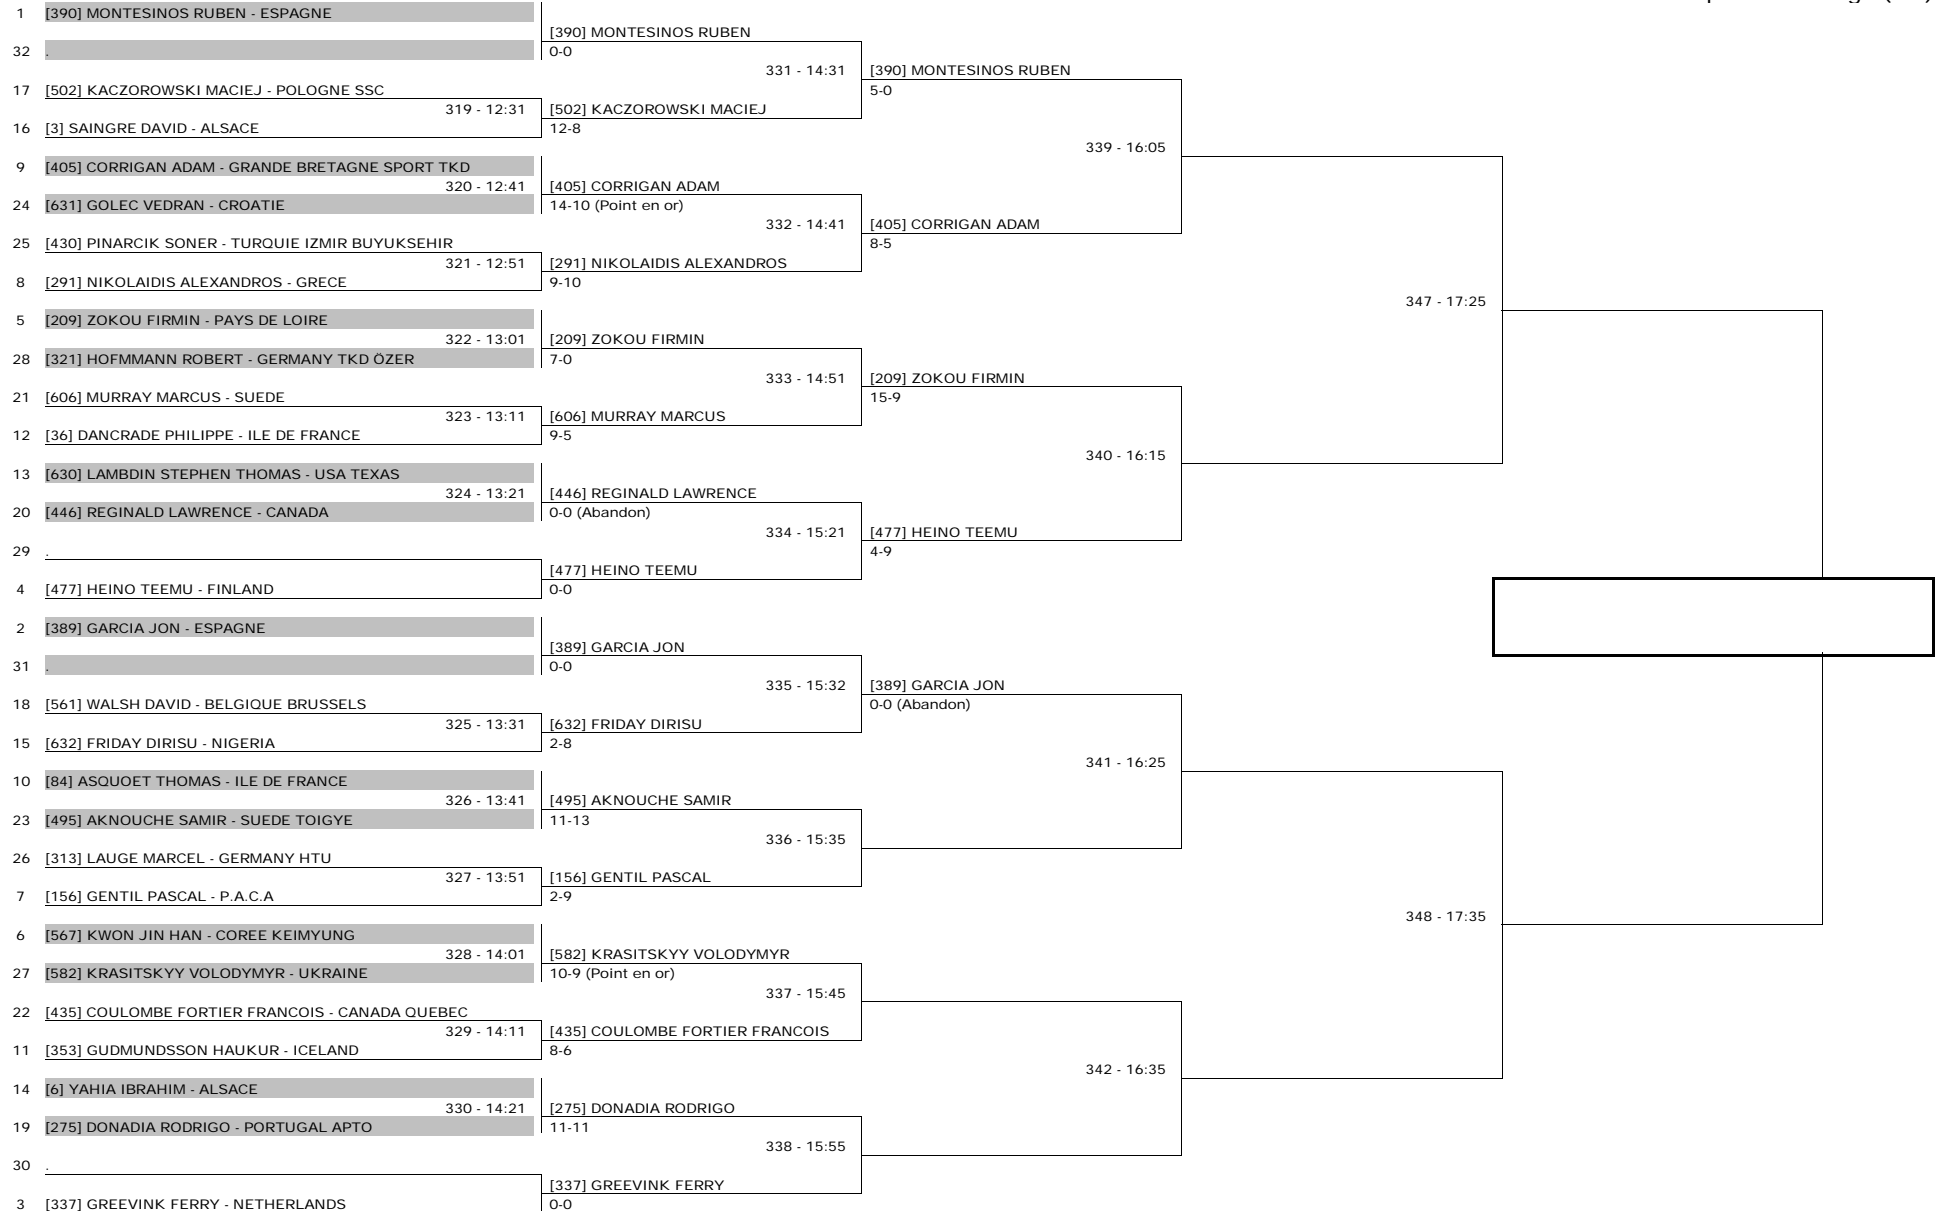 1 [390] MONTESINOS RUBEN - ESPAGNE
[390] MONTESINOS RUBEN
32 . 0-0
331 - 14:31 [390] MONTESINOS RUBEN
17 [502] KACZOROWSKI MACIEJ - POLOGNE SSC 5-0
319 - 12:31 [502] KACZOROWSKI MACIEJ
16 [3] SAINGRE DAVID - ALSACE 12-8
339 - 16:05
9 [405] CORRIGAN ADAM - GRANDE BRETAGNE SPORT TKD
320 - 12:41 [405] CORRIGAN ADAM
24 [631] GOLEC VEDRAN - CROATIE 14-10 (Point en or)
332 - 14:41 [405] CORRIGAN ADAM
25 [430] PINARCIK SONER - TURQUIE IZMIR BUYUKSEHIR 8-5
321 - 12:51 [291] NIKOLAIDIS ALEXANDROS
8 [291] NIKOLAIDIS ALEXANDROS - GRECE 9-10
347 - 17:25
5 [209] ZOKOU FIRMIN - PAYS DE LOIRE
322 - 13:01 [209] ZOKOU FIRMIN
28 [321] HOFMMANN ROBERT - GERMANY TKD ÖZER 7-0
333 - 14:51 [209] ZOKOU FIRMIN
21 [606] MURRAY MARCUS - SUEDE 15-9
323 - 13:11 [606] MURRAY MARCUS
12 [36] DANCRADE PHILIPPE - ILE DE FRANCE 9-5
340 - 16:15
13 [630] LAMBDIN STEPHEN THOMAS - USA TEXAS
324 - 13:21 [446] REGINALD LAWRENCE
20 [446] REGINALD LAWRENCE - CANADA 0-0 (Abandon)
334 - 15:21 [477] HEINO TEEMU
29 . 4-9
[477] HEINO TEEMU
4 [477] HEINO TEEMU - FINLAND 0-0
2 [389] GARCIA JON - ESPAGNE
[389] GARCIA JON
31 . 0-0
335 - 15:32 [389] GARCIA JON
18 [561] WALSH DAVID - BELGIQUE BRUSSELS 0-0 (Abandon)
325 - 13:31 [632] FRIDAY DIRISU
15 [632] FRIDAY DIRISU - NIGERIA 2-8
341 - 16:25
10 [84] ASQUOET THOMAS - ILE DE FRANCE
326 - 13:41 [495] AKNOUCHE SAMIR
23 [495] AKNOUCHE SAMIR - SUEDE TOIGYE 11-13
336 - 15:35
26 [313] LAUGE MARCEL - GERMANY HTU
327 - 13:51 [156] GENTIL PASCAL
7 [156] GENTIL PASCAL - P.A.C.A 2-9
348 - 17:35
6 [567] KWON JIN HAN - COREE KEIMYUNG
328 - 14:01 [582] KRASITSKYY VOLODYMYR
27 [582] KRASITSKYY VOLODYMYR - UKRAINE 10-9 (Point en or)
337 - 15:45
22 [435] COULOMBE FORTIER FRANCOIS - CANADA QUEBEC
329 - 14:11 [435] COULOMBE FORTIER FRANCOIS
11 [353] GUDMUNDSSON HAUKUR - ICELAND 8-6
342 - 16:35
14 [6] YAHIA IBRAHIM - ALSACE
330 - 14:21 [275] DONADIA RODRIGO
19 [275] DONADIA RODRIGO - PORTUGAL APTO 11-11
338 - 15:55
30 .
[337] GREEVINK FERRY
3 [337] GREEVINK FERRY - NETHERLANDS 0-0